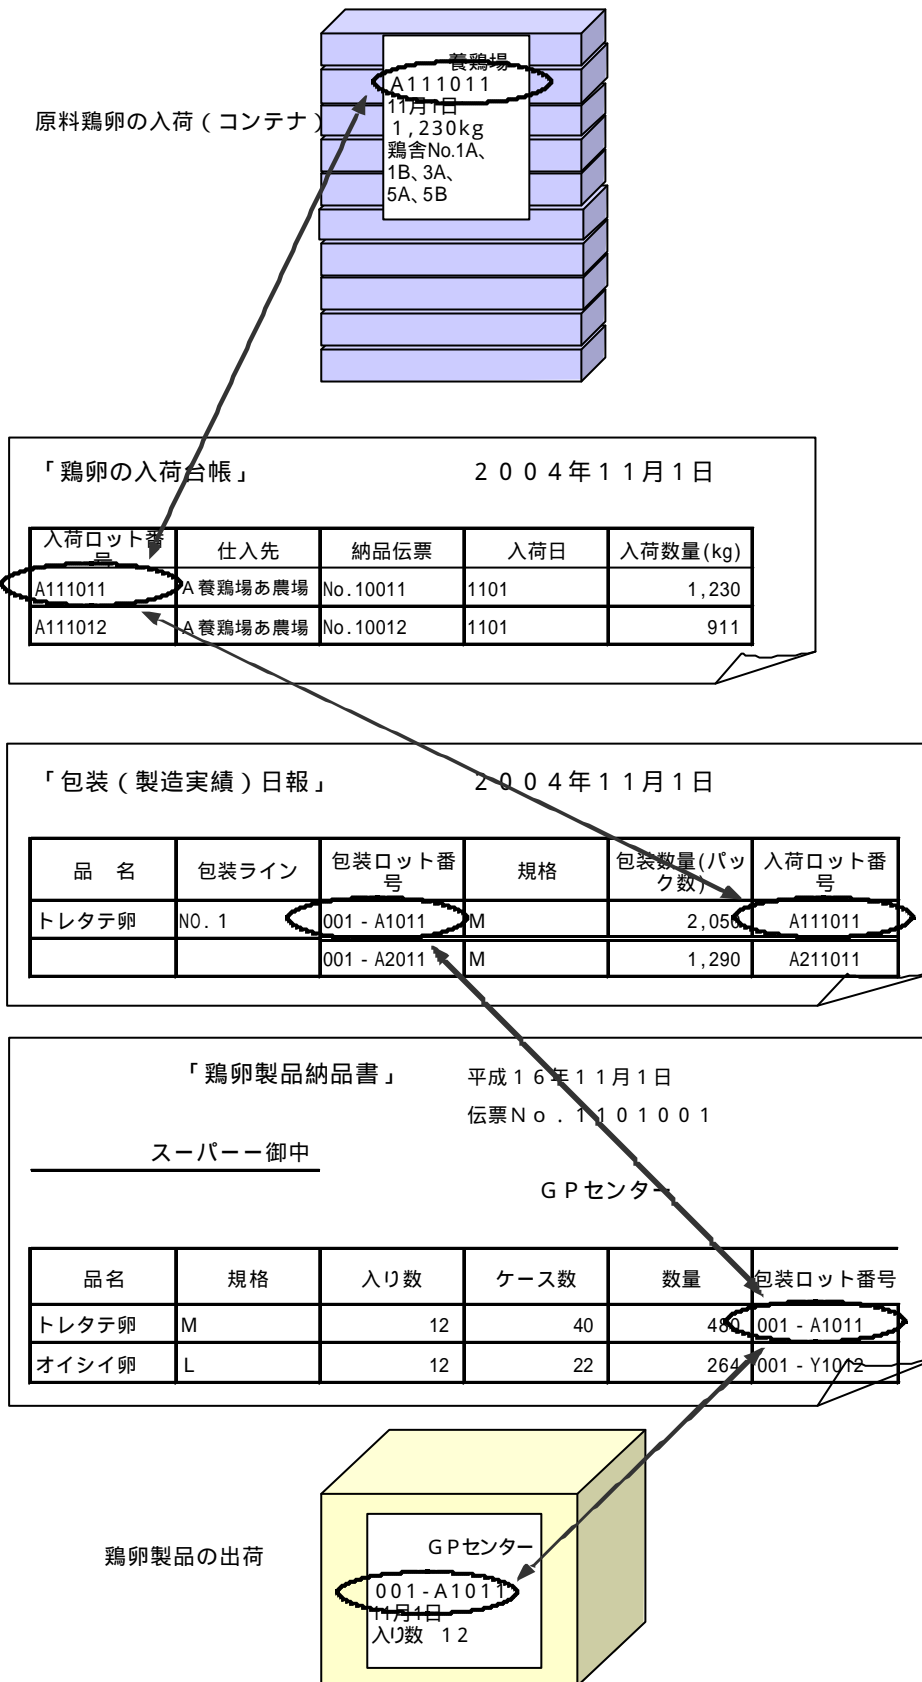 養鶏場
A111011
11月1日
1,230kg
鶏舎No.1A、
1B、3A、
5A、5B
原料鶏卵の入荷(コンテナ)
「鶏卵の入荷台帳」 2004年11月1日
入荷ロット番号 仕入先 納品伝票 入荷日 入荷数量(kg)
A111011 A養鶏場あ農場 No.10011 1101 1,230
A111012 A養鶏場あ農場 No.10012 1101 911
「包装(製造実績)日報」 2004年11月1日
品 名 包装ライン 包装ロット番号 規格 包装数量(パック数) 入荷ロット番号
トレタテ卵 NO.1 001-A1011 M 2,050 A111011
001-A2011 M 1,290 A211011
「鶏卵製品納品書」 平成16年11月1日
伝票No.1101001
スーパーー御中
GPセンター
品名 規格 入り数 ケース数 数量 包装ロット番号
トレタテ卵 M 12 40 480 001-A1011
オイシイ卵 L 12 22 264 001-Y1012
鶏卵製品の出荷
GPセンター
001-A1011
11月1日
入り数 12